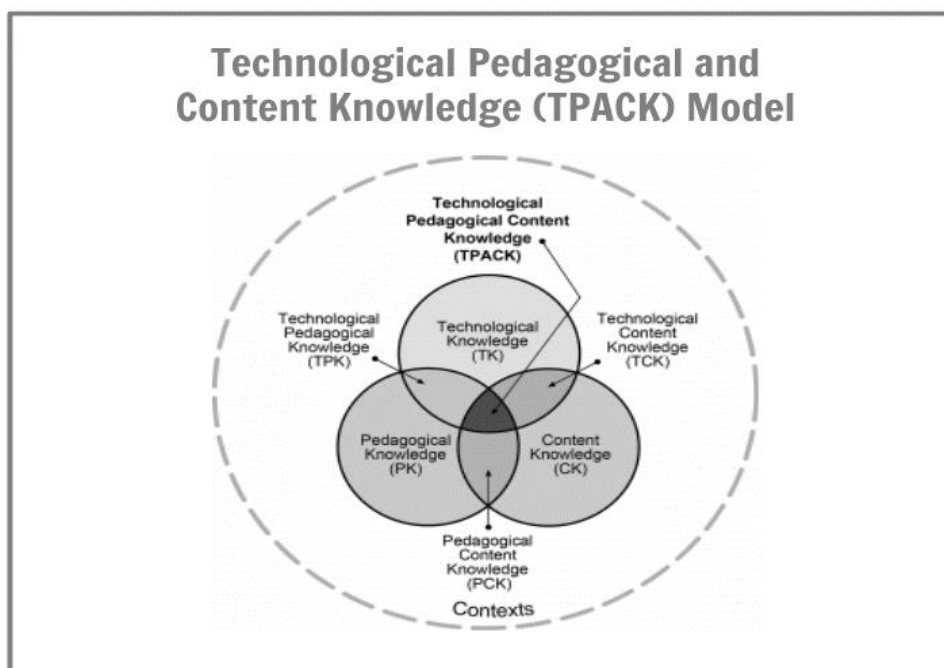 Technological Pedagogical and
Content Knowledge (TPACK) Model
Technological
Pedagogical Content
Knowledge
(TPACK)
Technological
Pedagogical
Knowledge
(TPK)
Technological
Knowledge
(TK)
Technological
Content
Knowledge
(TCK)
Pedagogical
Knowledge
(PK)
Content
Knowledge
(CK)
Pedagogical
Content
Knowledge
(PCK)
Contexts